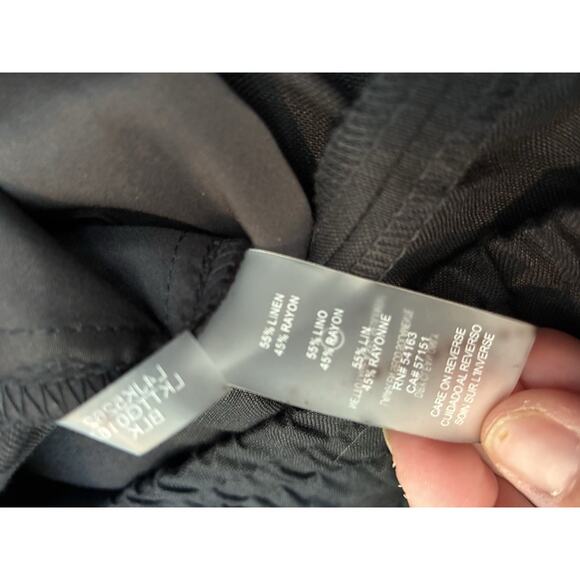 55% LINEN
45% RAYON
55% LINO
45% RAYON
55% LIN
45% RAYONNE
RN# 54163
CA# 57151
CARE ON REVERSE
CUIDADO AL REVERSO
SOIN SUR L'INVERSE
BLK